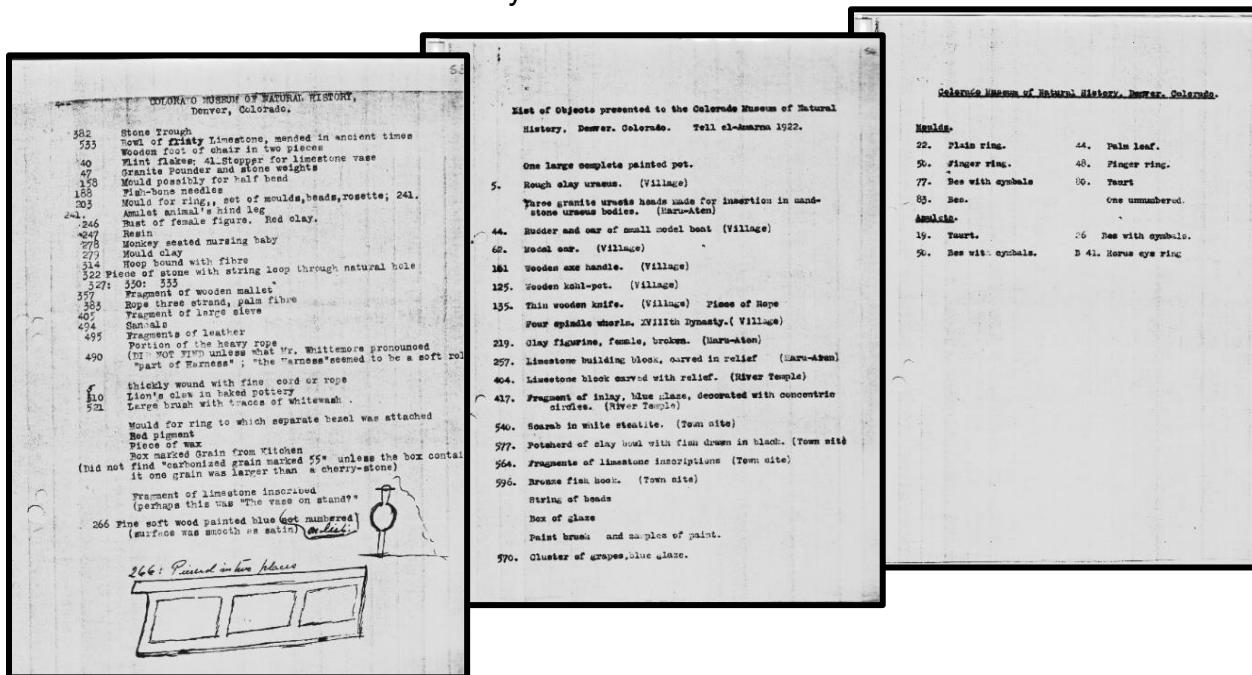 y
53
COLORADO MUSEUM OF NATURAL HISTORY,
Denver, Colorado.
382 Stone Trough
533 Bowl of flinty Limestone, mended in ancient times
Wooden foot of chair in two pieces
40 Flint flakes; 41 Stopper for limestone vase
47 Granite Pounder and stone weights
158 Mould possibly for half bead
188 Fish-bone needles
203 Mould for ring,, set of moulds,beads,rosette; 241.
241. Amulet animal's hind leg
246 Bust of female figure. Red clay.
247 Resin
278 Monkey seated nursing baby
279 Mould clay
314 Hoop bound with fibre
322 Piece of stone with string loop through natural hole
327: 330: 333
357 Fragment of wooden mallet
383 Rope three strand, palm fibre
405 Fragment of large sieve
494 Sandals
495 Fragments of leather
Portion of the heavy rope
490 (DID NOT FIND unless what Mr. Whittemore pronounced
"part of Harness" ; "the Harness"seemed to be a soft rol
thickly wound with fine cord or rope
510 Lion's claw in baked pottery
521 Large brush with traces of whitewash .
Mould for ring to which separate bezel was attached
Red pigment
Piece of wax
Box marked Grain from Kitchen
(Did not find "carbonized grain marked 55" unless the box contai
it one grain was larger than a cherry-stone)
Fragment of limestone inscribed
(perhaps this was "The vase on stand?"
266 Fine soft wood painted blue (not numbered)
(surface was smooth as satin) on list:
266: Pierced in two places
List of Objects presented to the Colorado Museum of Natural
History, Denver, Colorado. Tell el-Amarna 1922.
One large complete painted pot.
5. Rough clay uraeus. (Village)
Three granite uraeus heads made for insertion in sand-
stone uraeus bodies. (Maru-Aten)
44. Rudder and oar of small model boat (Village)
62. Model oar. (Village)
161 Wooden axe handle. (Village)
125. Wooden kohl-pot. (Village)
135. Thin wooden knife. (Village) Piece of Rope
Four spindle whorls, XVIIIth Dynasty.( Village)
219. Clay figurine, female, broken. (Maru-Aten)
257. Limestone building block, carved in relief (Maru-Aten)
404. Limestone block carved with relief. (River Temple)
417. Fragment of inlay, blue glaze, decorated with concentric
circles. (River Temple)
540. Scarab in white steatite. (Town site)
577. Potsherd of clay bowl with fish drawn in black. (Town site
564. Fragments of limestone inscriptions (Town site)
596. Bronze fish hook. (Town site)
String of beads
Box of glaze
Paint brush and samples of paint.
570. Cluster of grapes,blue glaze.
Colorado Museum of Natural History, Denver, Colorado.
Moulds.
22. Plain ring. 44. Palm leaf.
50. Finger ring. 48. Finger ring.
77. Bes with cymbals 80. Taurt
83. Bes. One unnumbered.
Amulets.
19. Taurt. 26 Bes with cymbals.
50. Bes with cymbals. B 41. Horus eye ring